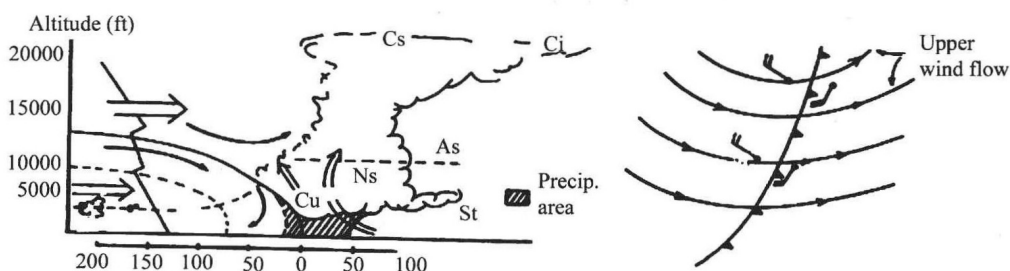 Altitude (ft)
20000
15000
10000
5000
Cs
Ci
As
Ns
Cu
St
Precip.
area
200 150 100 50 0 50 100
Upper
wind flow